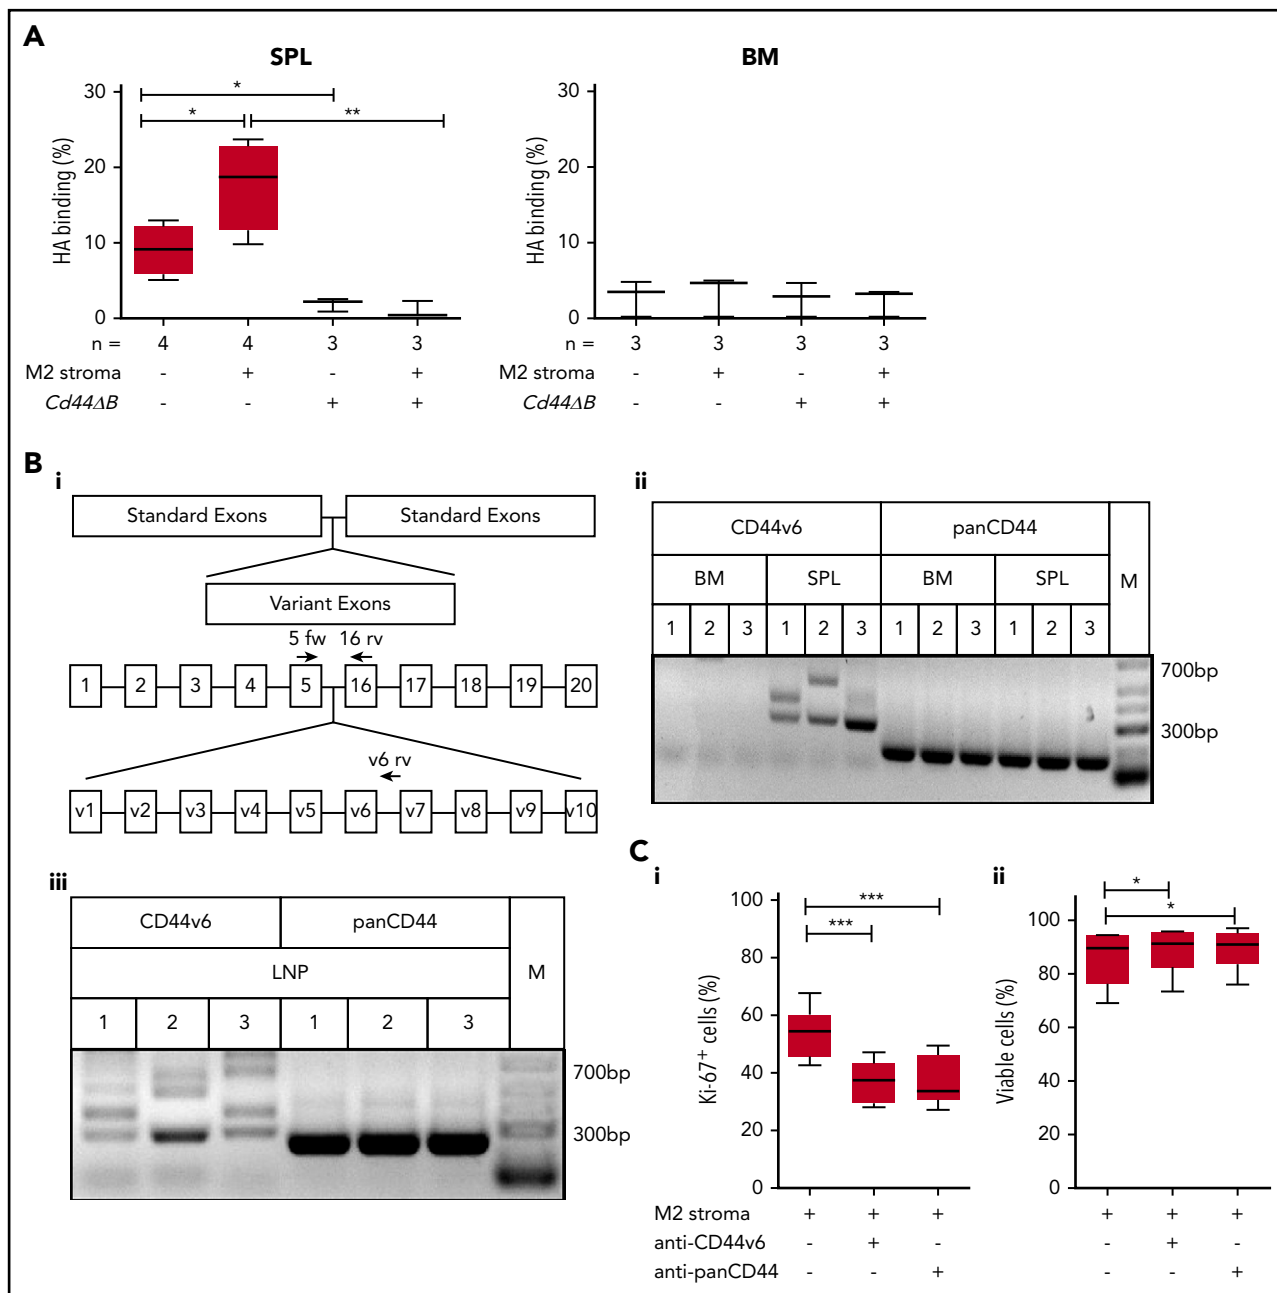 A
SPL
BM
HA binding (%)
30
20
10
0
*
*
**
n = 4 4 3 3
M2 stroma - + - +
Cd44ΔB - - + +
HA binding (%)
30
20
10
0
n = 3 3 3 3
- + - +
- - + +
B
i
Standard Exons Standard Exons
Variant Exons
5 fw 16 rv
1 2 3 4 5 16 17 18 19 20
v6 rv
v1 v2 v3 v4 v5 v6 v7 v8 v9 v10
ii
CD44v6 panCD44 M
BM SPL BM SPL
1 2 3 1 2 3 1 2 3 1 2 3
700bp
300bp
iii
CD44v6 panCD44 M
LNP
1 2 3 1 2 3
700bp
300bp
C
i
Ki-67+ cells (%)
100
80
60
40
20
0
***
***
M2 stroma + + +
anti-CD44v6 - + -
anti-panCD44 - - +
ii
Viable cells (%)
100
80
60
40
20
0
*
*
+ + +
- + -
- - +